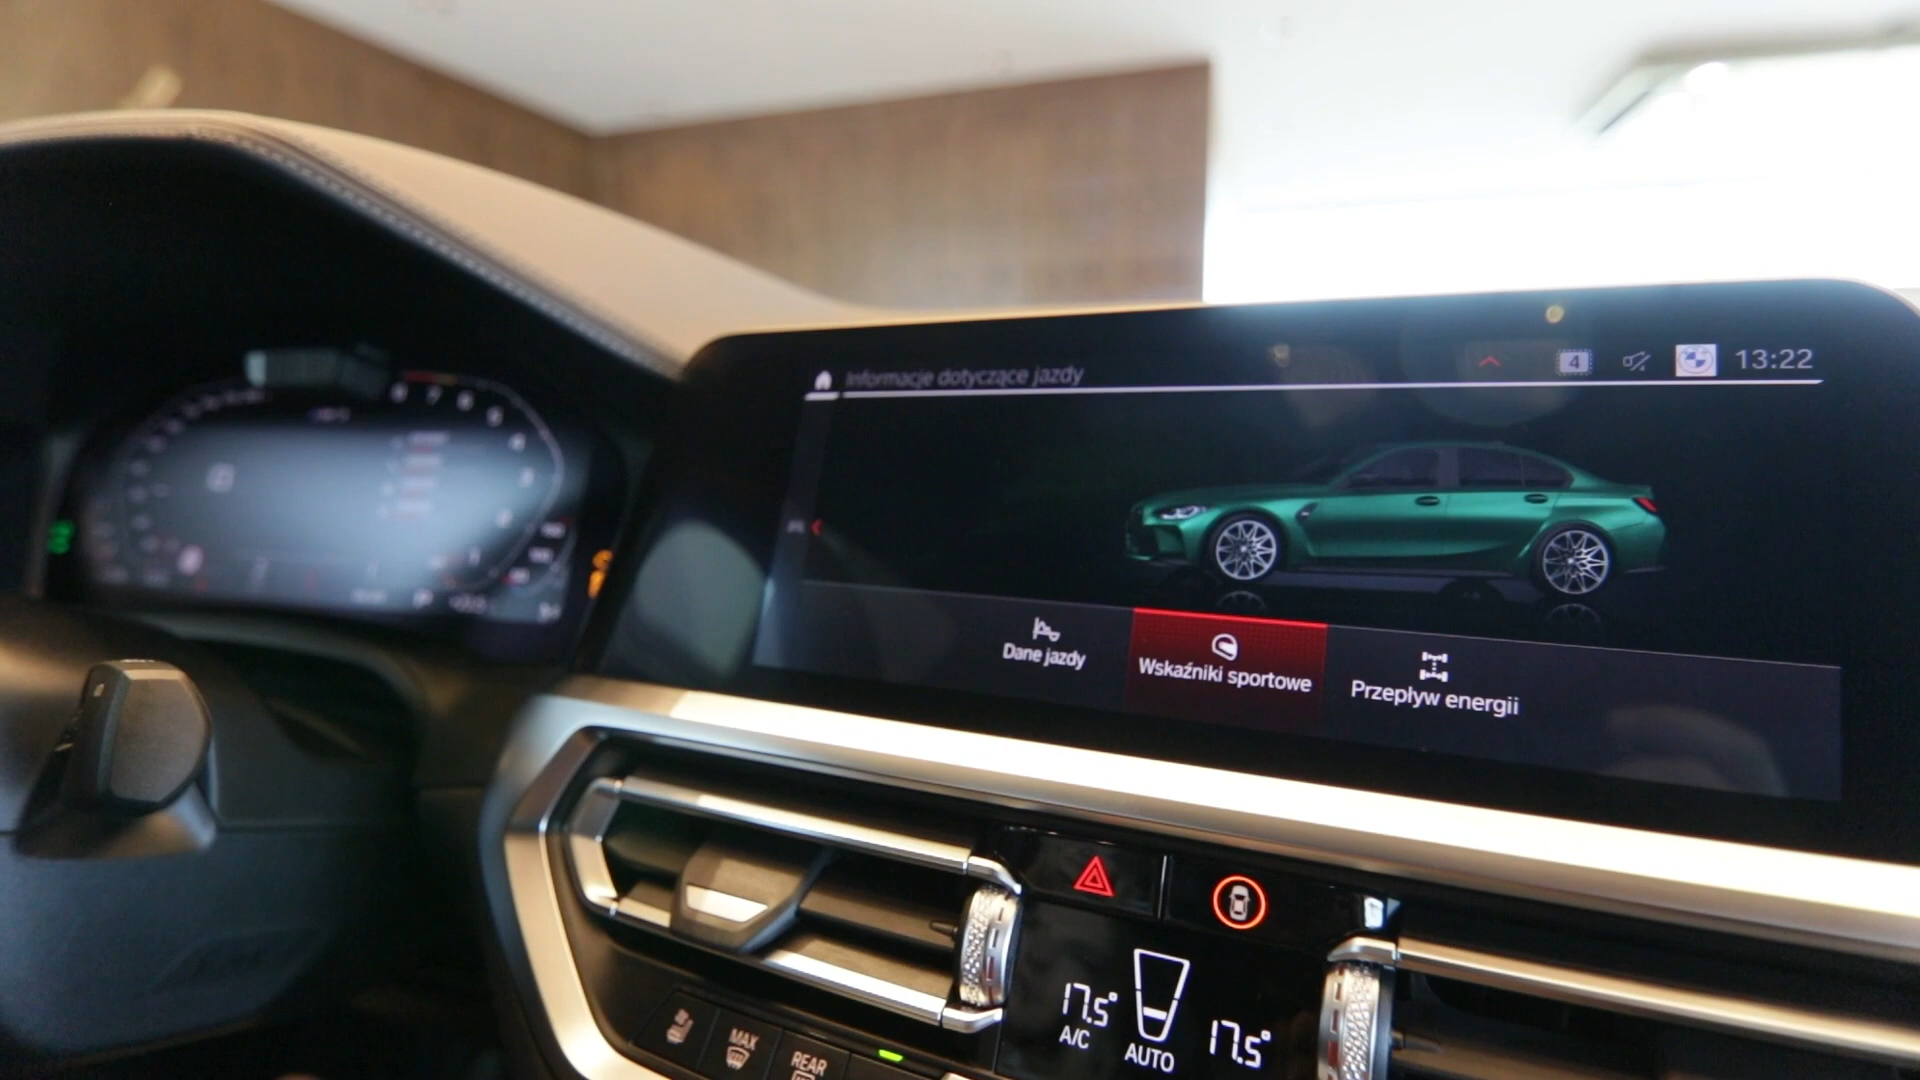 Informacje dotyczące jazdy
4
13:22
Dane jazdy
Wskaźniki sportowe
Przepływ energii
17.5°
A/C
AUTO
17.5°
MAX
REAR